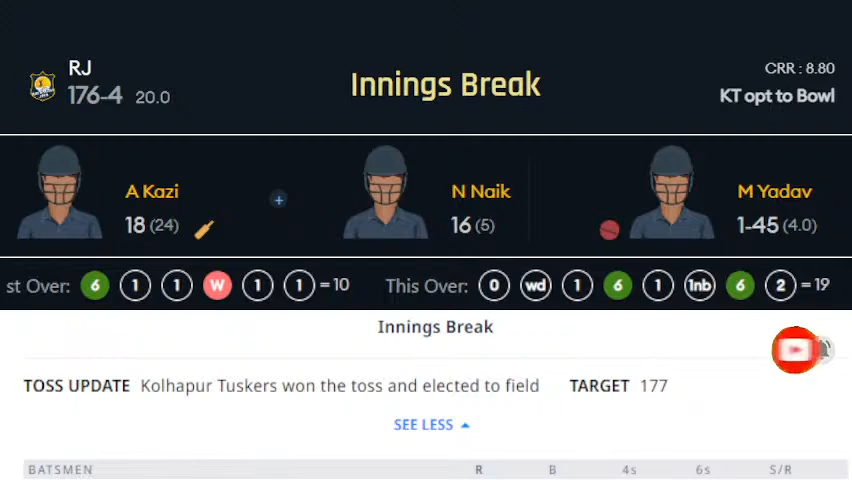 RJ
176-4 20.0
Innings Break
CRR : 8.80
KT opt to Bowl
A Kazi
18 (24)
+
N Naik
16 (5)
M Yadav
1-45 (4.0)
st Over: 6 1 1 W 1 1 = 10
This Over: 0 wd 1 6 1 1nb 6 2 = 19
Innings Break
TOSS UPDATE Kolhapur Tuskers won the toss and elected to field TARGET 177
SEE LESS
BATSMEN R B 4s 6s S/R